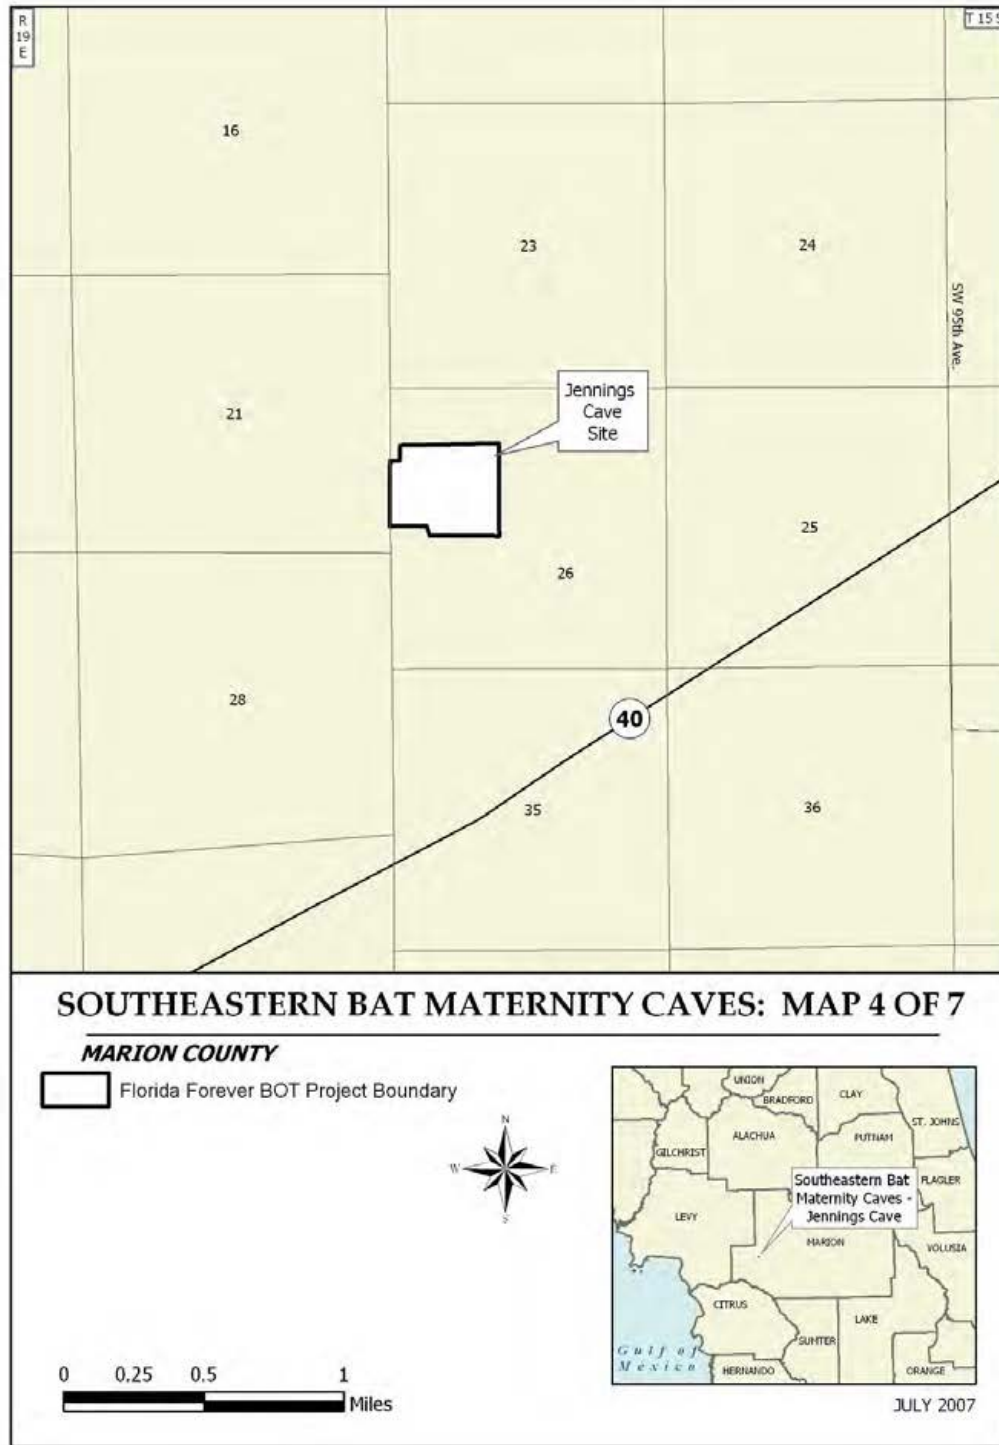 R
19
E
T 15 S
16
23
24
SW 95th Ave.
Jennings
Cave
Site
21
25
26
28
40
35
36
SOUTHEASTERN BAT MATERNITY CAVES: MAP 4 OF 7
MARION COUNTY
Florida Forever BOT Project Boundary
N
W
E
S
UNION
BRADFORD
CLAY
ST. JOHNS
ALACHUA
PUTNAM
GILCHRIST
FLAGLER
Southeastern Bat
Maternity Caves -
Jennings Cave
LEVY
MARION
VOLUSIA
CITRUS
LAKE
SUMTER
Gulf of
Mexico
HERNANDO
ORANGE
0 0.25 0.5 1
Miles
JULY 2007